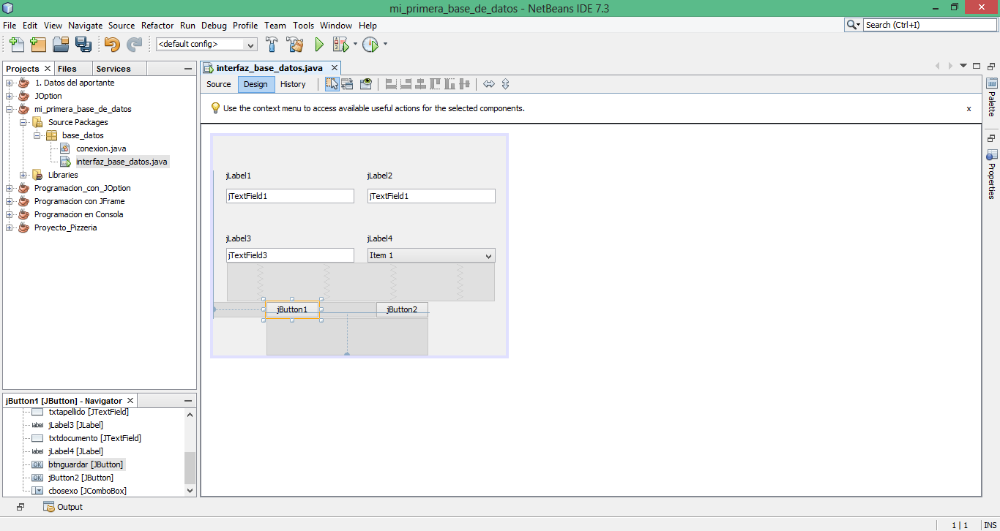 mi_primera_base_de_datos - NetBeans IDE 7.3
File Edit View Navigate Source Refactor Run Debug Profile Team Tools Window Help
Search (Ctrl+I)
<default config>
Projects Files Services
1. Datos del aportante
JOption
mi_primera_base_de_datos
Source Packages
base_datos
conexion.java
interfaz_base_datos.java
Libraries
Programacion_con_JOption
Programacion con JFrame
Programacion en Consola
Proyecto_Pizzeria
jButton1 [JButton] - Navigator
txtapellido [JTextField]
label jLabel3 [JLabel]
txtdocumento [JTextField]
label jLabel4 [JLabel]
OK btnguardar [JButton]
OK jButton2 [JButton]
cbosexo [JComboBox]
interfaz_base_datos.java
Source Design History
Use the context menu to access available useful actions for the selected components.
x
jLabel1 jLabel2
jTextField1 jTextField1
jLabel3 jLabel4
jTextField3 Item 1
jButton1 jButton2
Palette
Properties
Output
1 | 1 INS